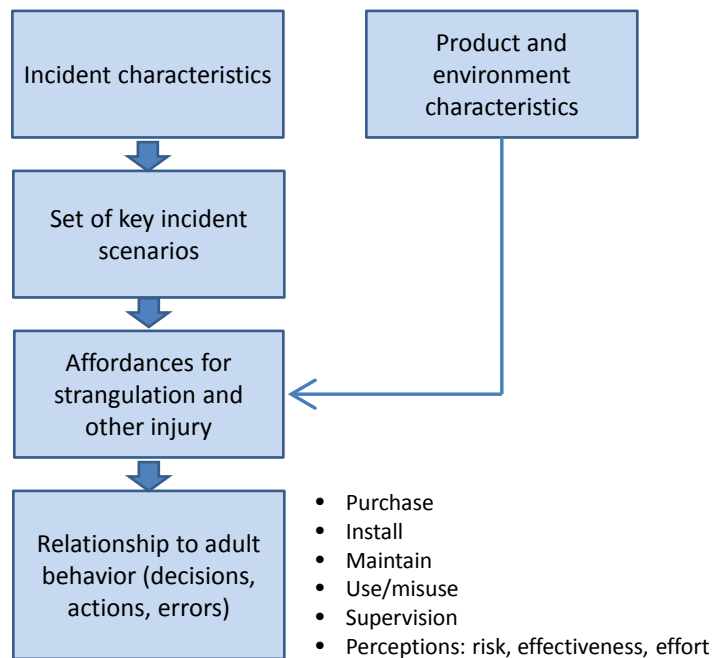 Incident characteristics
Product and
environment
characteristics
Set of key incident
scenarios
Affordances for
strangulation and
other injury
Relationship to adult
behavior (decisions,
actions, errors)
• Purchase
• Install
• Maintain
• Use/misuse
• Supervision
• Perceptions: risk, effectiveness, effort